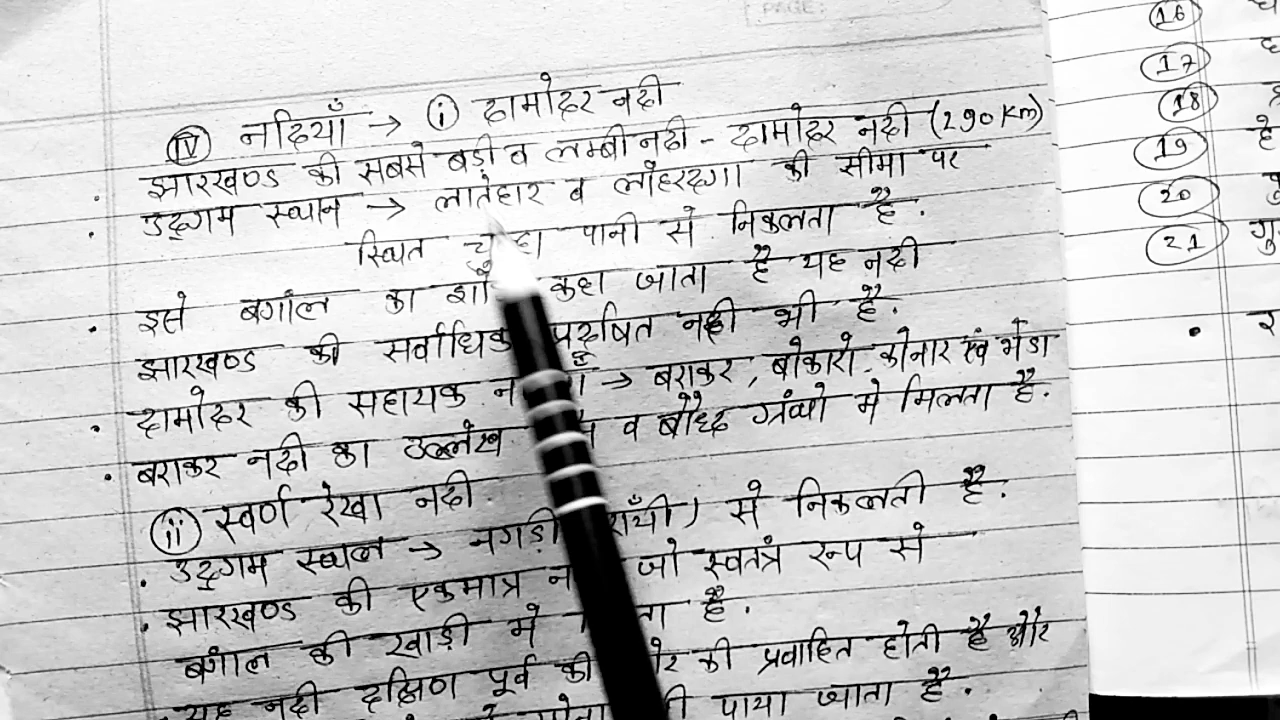 PAGE:
IV नदियाँ → i दामोदर नदी
• झारखण्ड की सबसे बड़ी व लम्बी नदी - दामोदर नदी (290 Km)
• उद्गम स्थान → लातेहार व लोहरदगा की सीमा पर
स्थित पानी से निकलता है.
• इसे बगांल का कहा जाता है यह नदी
झारखण्ड की सर्वाधिक प्रदुषित नदी भी है.
• दामोदर की सहायक → बराकर, बोकारो, कोनार एवं भेडा
• बराकर नदी का उल्लेख व बौध्द ग्रंथो मे मिलता है.
ii स्वर्ण रेखा नदी
• उद्गम स्थल → नगड़ी से निकलती है.
• झारखण्ड की एकमात्र जो स्वतंत्र रूप से
बंगाल की खाड़ी मे है.
यह नदी दक्षिण पूर्व की को प्रवाहित होती है और
पाया जाता है.
16
17
18
19
20
21